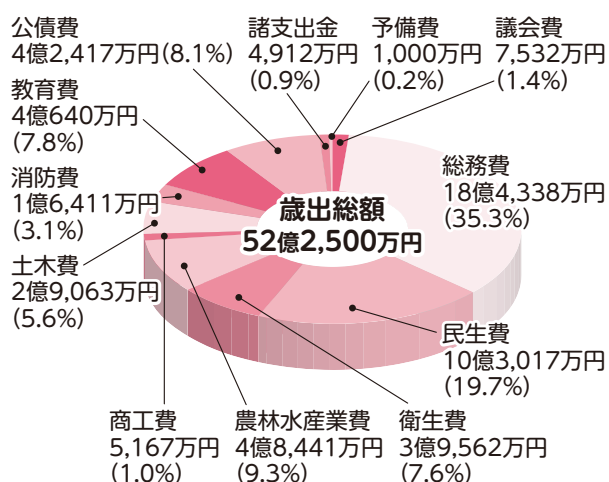 公債費
4億2,417万円(8.1%)
諸支出金
4,912万円
(0.9%)
予備費
1,000万円
(0.2%)
議会費
7,532万円
(1.4%)
教育費
4億640万円
(7.8%)
消防費
1億6,411万円
(3.1%)
土木費
2億9,063万円
(5.6%)
総務費
18億4,338万円
(35.3%)
歳出総額
52億2,500万円
民生費
10億3,017万円
(19.7%)
商工費
5,167万円
(1.0%)
農林水産業費
4億8,441万円
(9.3%)
衛生費
3億9,562万円
(7.6%)